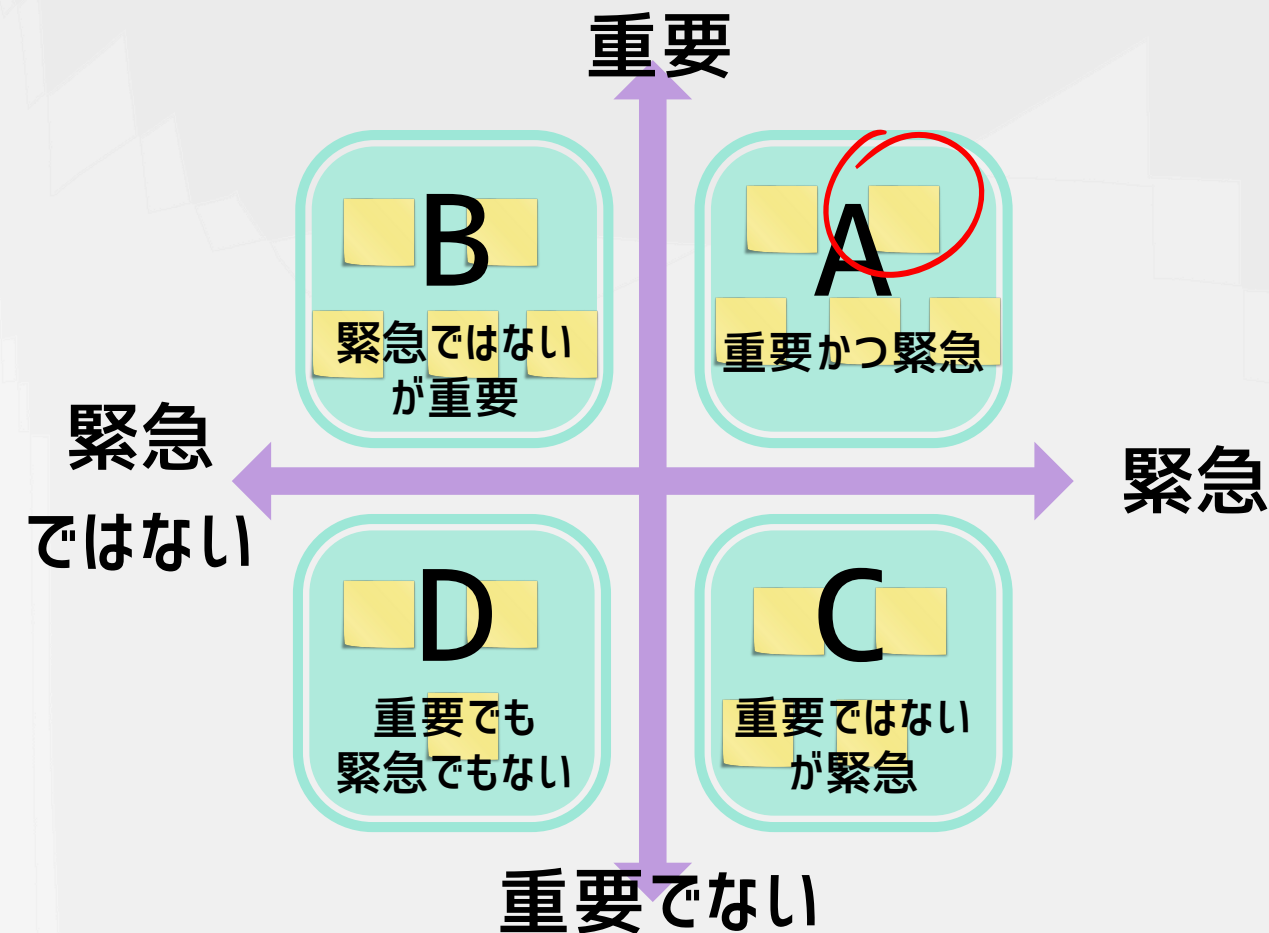 重要
B
緊急ではない
が重要
A
重要かつ緊急
緊急
ではない
緊急
D
重要でも
緊急でもない
C
重要ではない
が緊急
重要でない